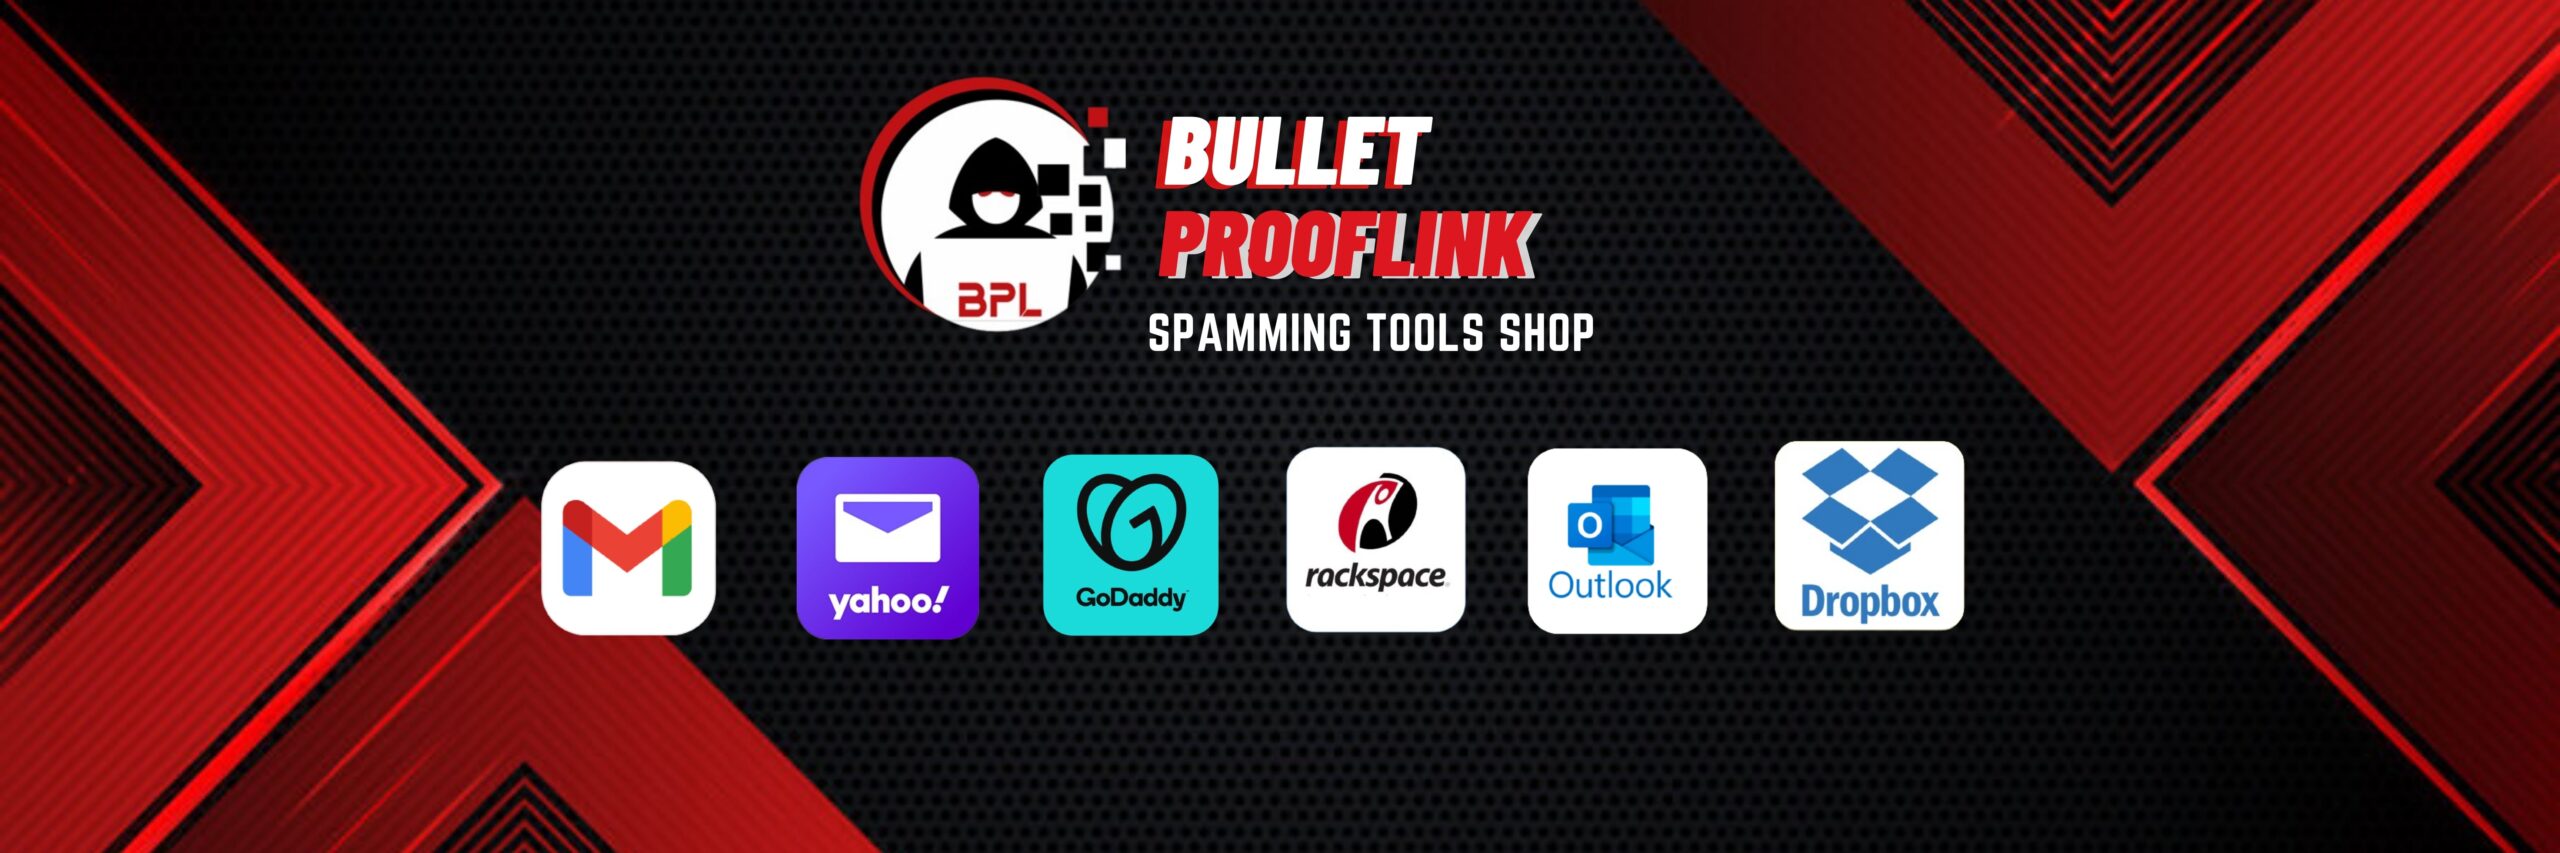 BULLET
PROOFLINK
BPL
SPAMMING TOOLS SHOP
yahoo!
GoDaddy
rackspace
O
Outlook
Dropbox